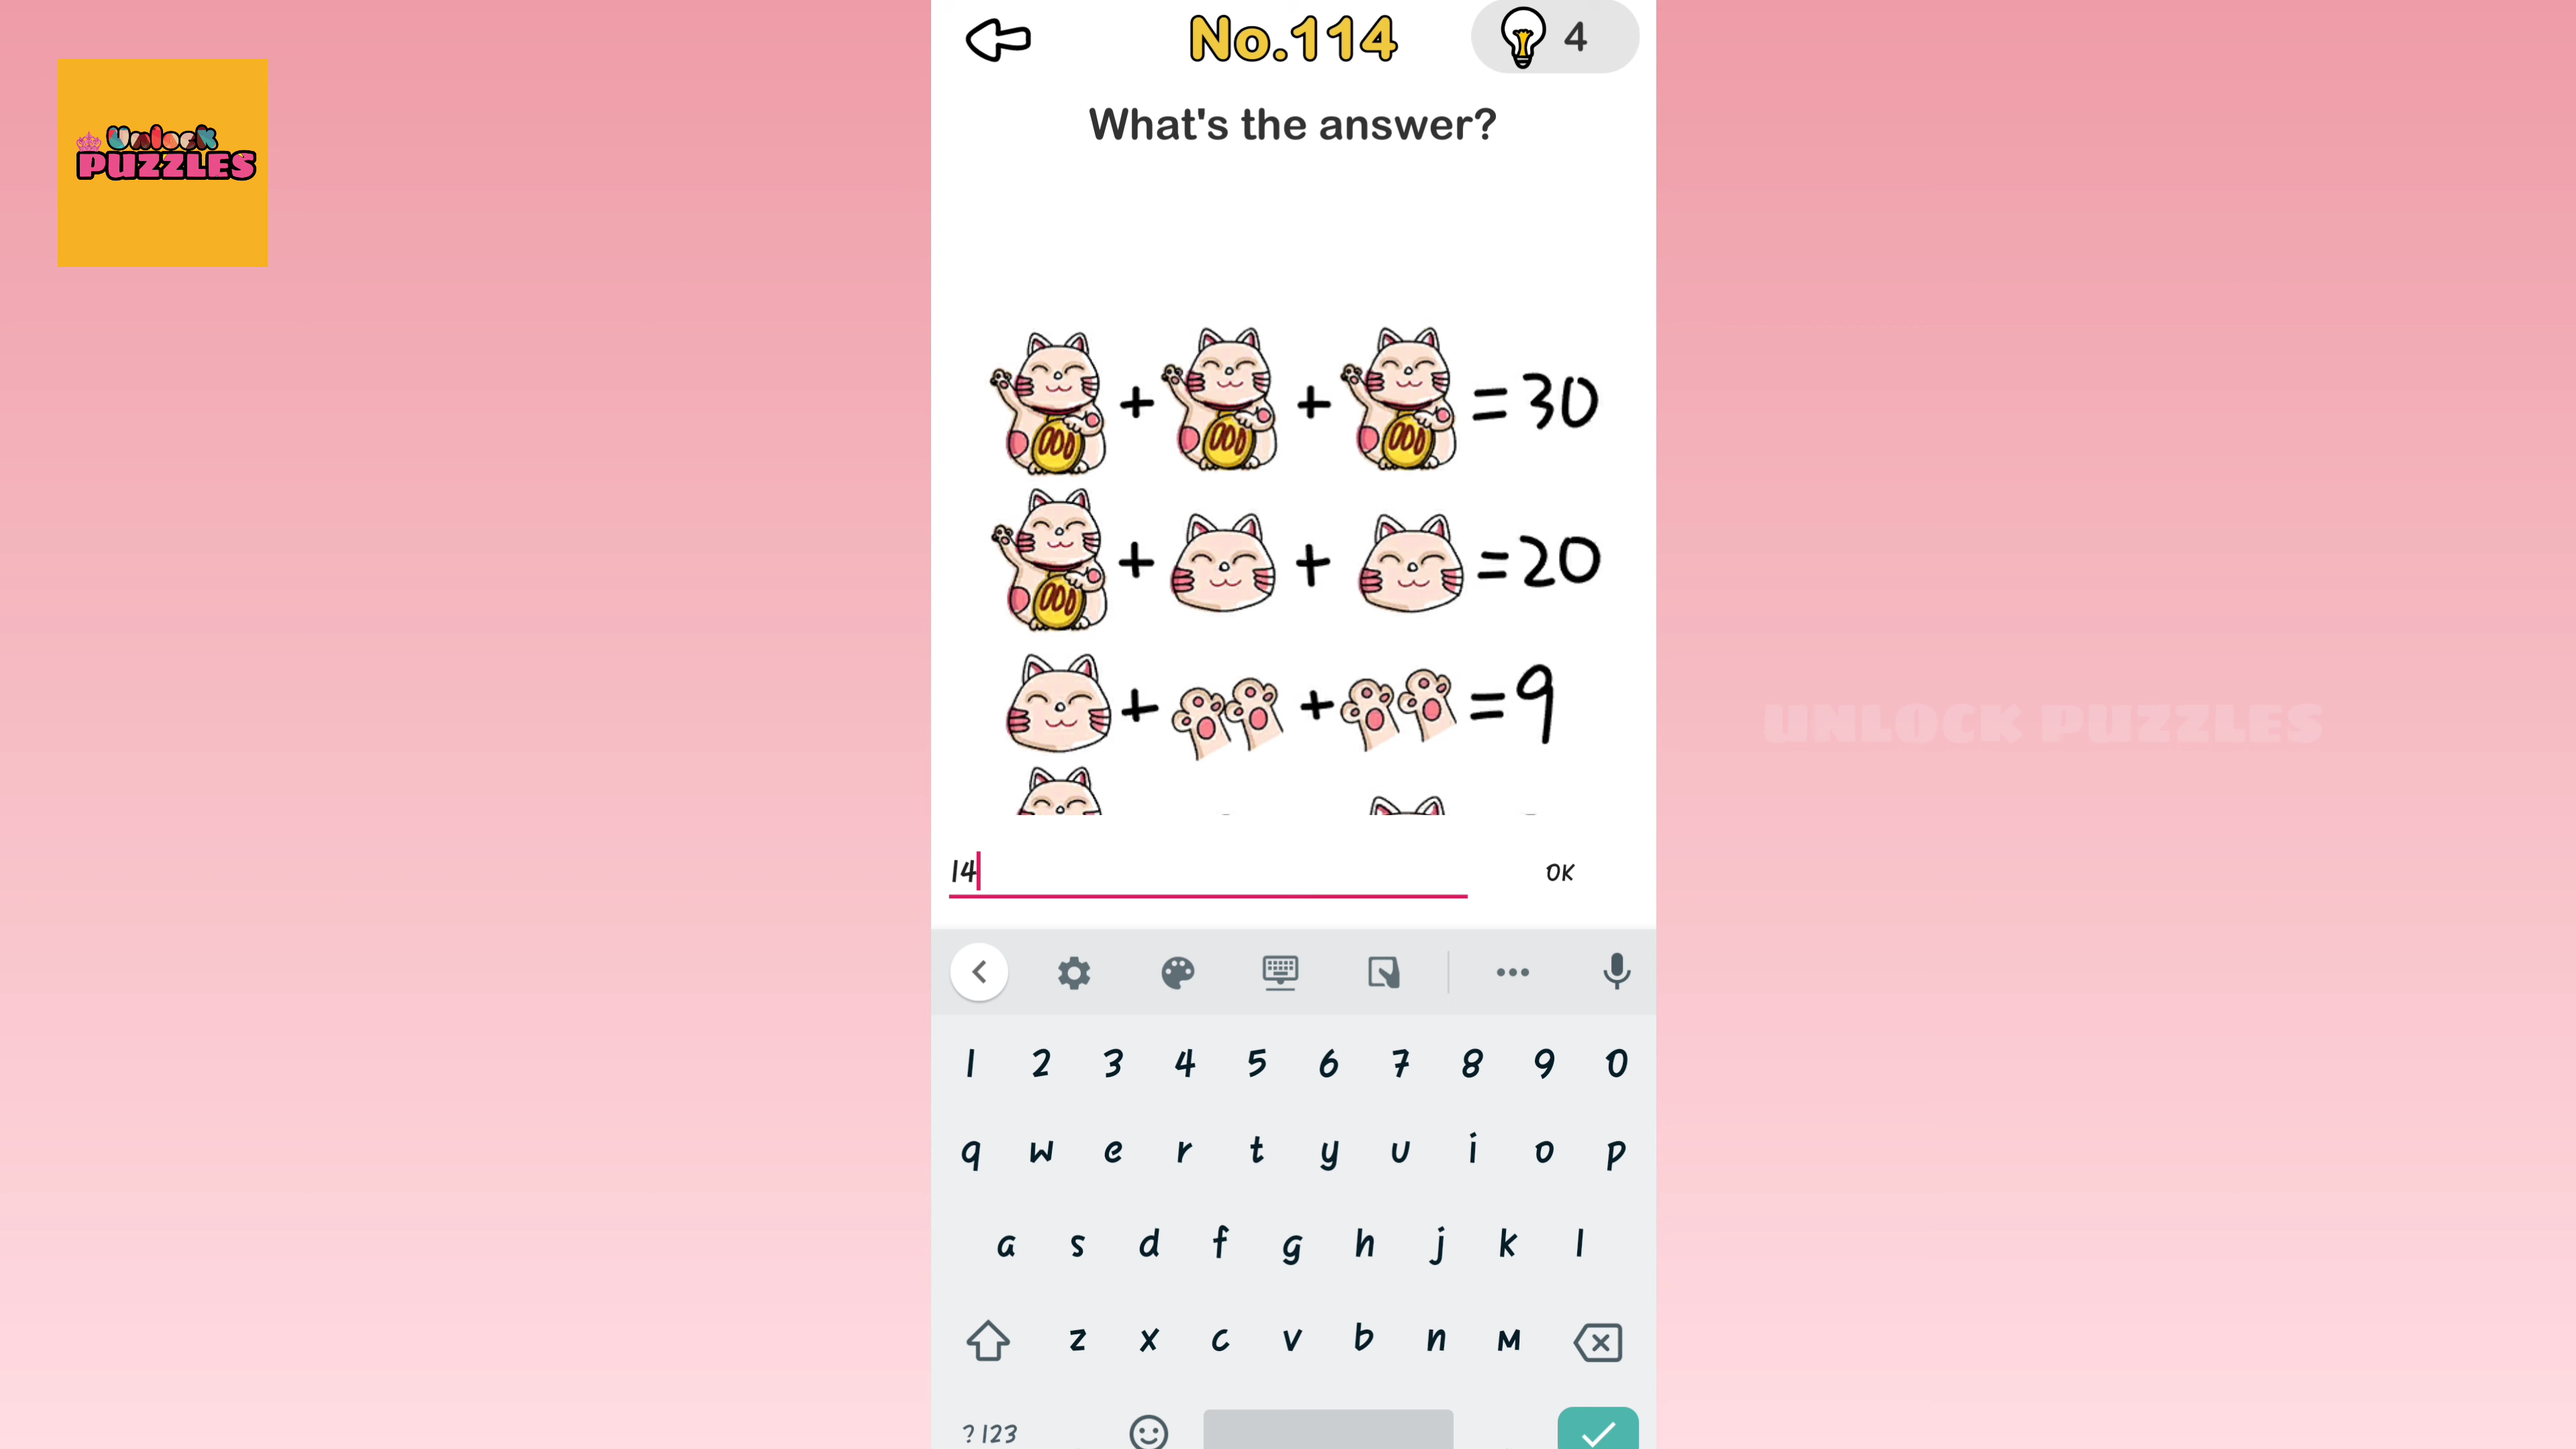 No.114
4
Unlock
PUZZLES
What's the answer?
+ + = 30
+ + =20
+ + =9
UNLOCK PUZZLES
14
OK
1 2 3 4 5 6 7 8 9 0
q w e r t y u i o p
a s d f g h j k l
z x c v b n m
?123